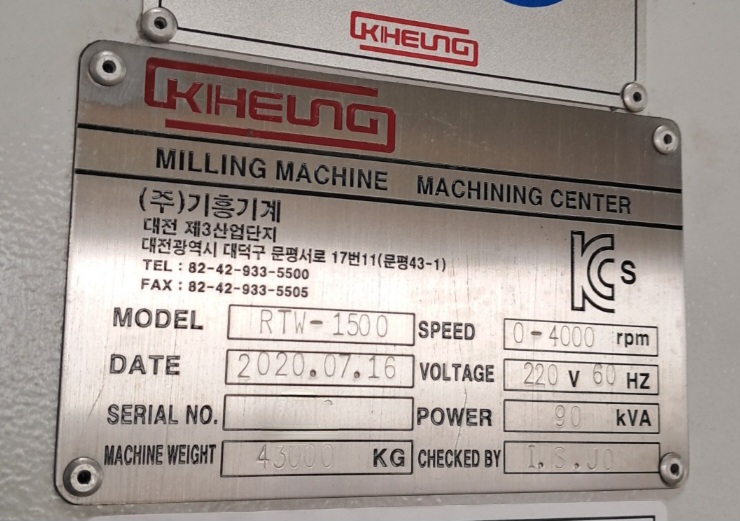 KIHEUNG
KIHEUNG
MILLING MACHINE MACHINING CENTER
(주)기흥기계
대전 제3산업단지
대전광역시 대덕구 문평서로 17번11(문평43-1)
TEL : 82-42-933-5500
FAX : 82-42-933-5505
KC s
MODEL RTW-1500 SPEED 0-4000 rpm
DATE 2020.07.16 VOLTAGE 220 V 60 HZ
SERIAL NO. POWER 90 kVA
MACHINE WEIGHT 43000 KG CHECKED BY I.S.JO